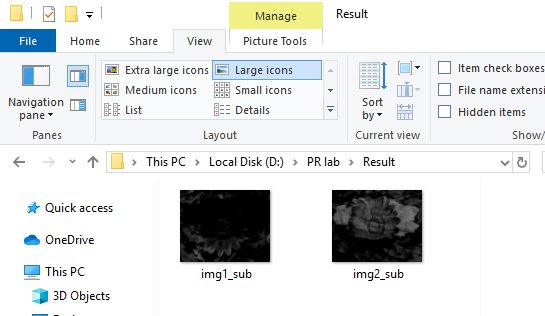 Manage Result
File Home Share View Picture Tools
Navigation pane
Extra large icons Large icons
Medium icons Small icons
List Details
Sort by
Item check boxes
File name extensi
Hidden items
Panes Layout Current view Show/
This PC > Local Disk (D:) > PR lab > Result
Quick access
OneDrive
This PC
3D Objects
img1_sub img2_sub